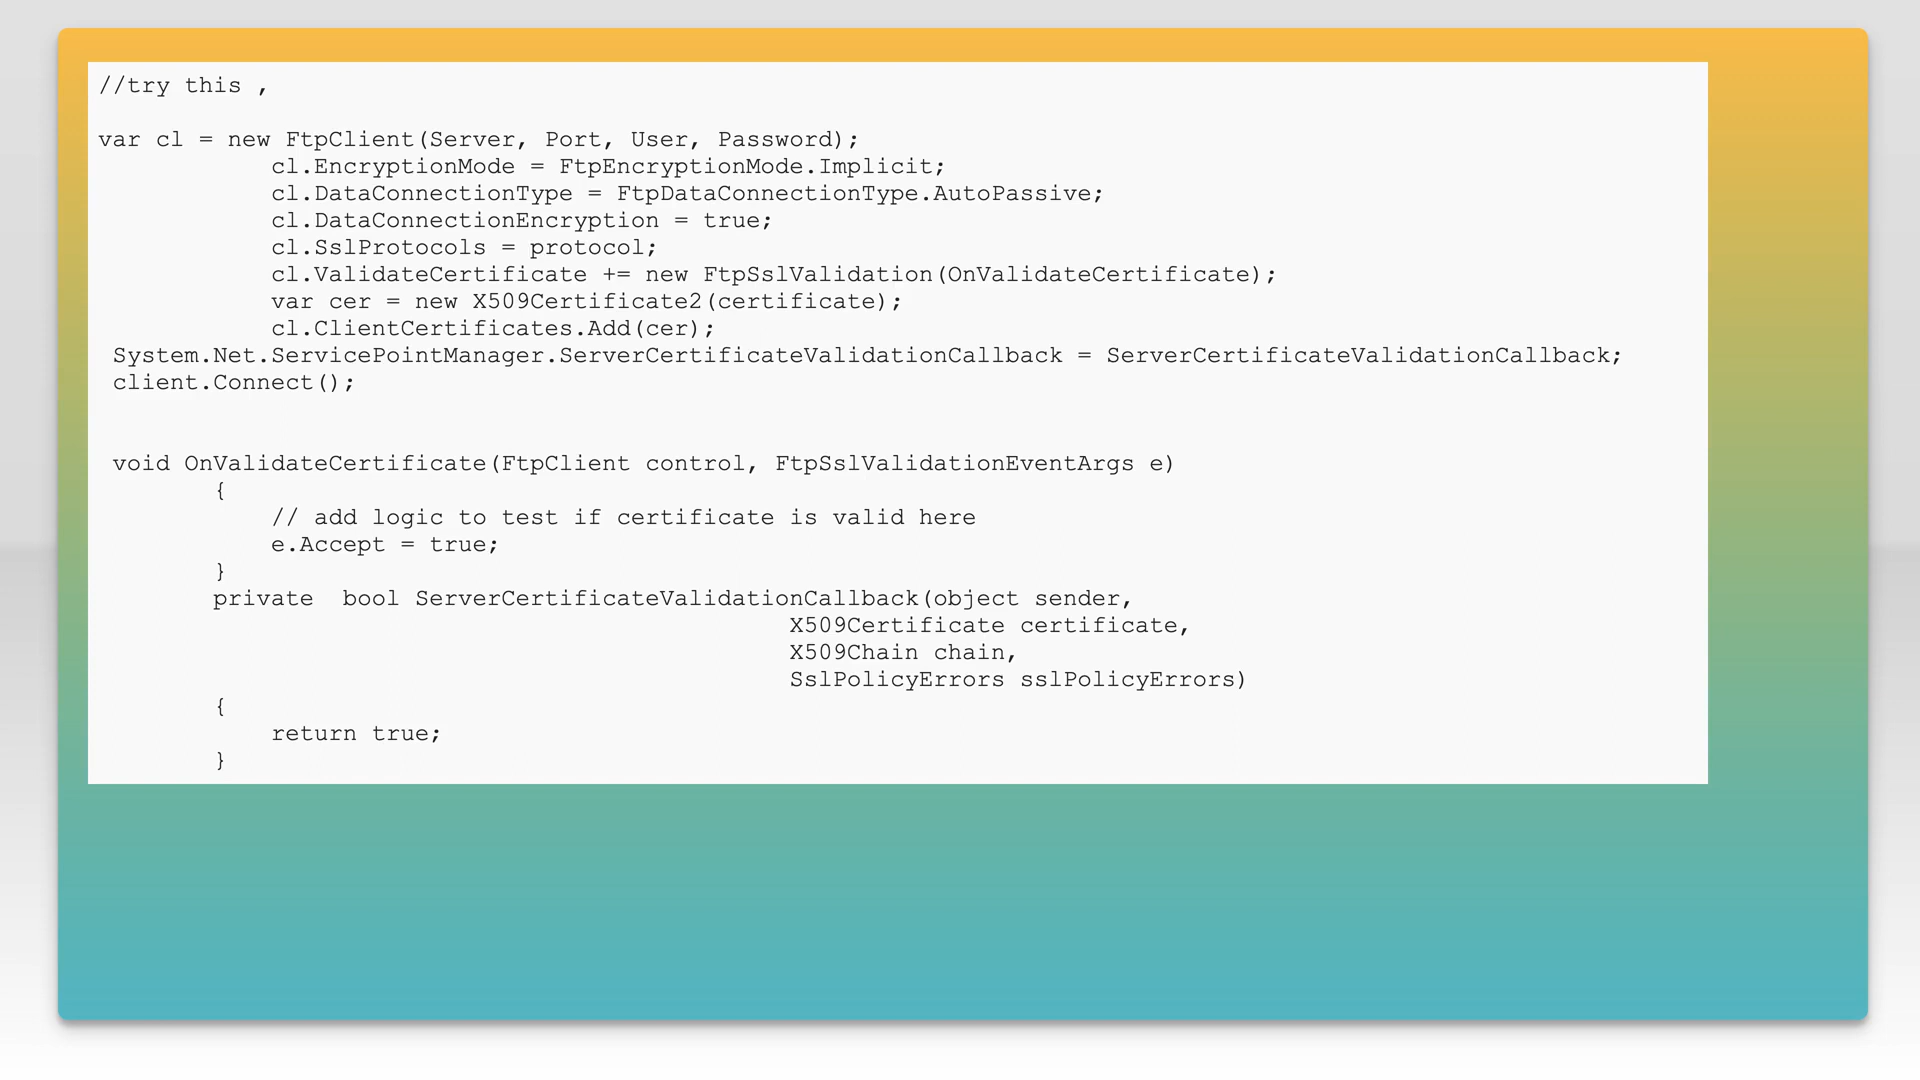 //try this ,
var cl = new FtpClient(Server, Port, User, Password);
cl.EncryptionMode = FtpEncryptionMode.Implicit;
cl.DataConnectionType = FtpDataConnectionType.AutoPassive;
cl.DataConnectionEncryption = true;
cl.SslProtocols = protocol;
cl.ValidateCertificate += new FtpSslValidation(OnValidateCertificate);
var cer = new X509Certificate2(certificate);
cl.ClientCertificates.Add(cer);
System.Net.ServicePointManager.ServerCertificateValidationCallback = ServerCertificateValidationCallback;
client.Connect();
void OnValidateCertificate(FtpClient control, FtpSslValidationEventArgs e)
{
// add logic to test if certificate is valid here
e.Accept = true;
}
private  bool ServerCertificateValidationCallback(object sender,
X509Certificate certificate,
X509Chain chain,
SslPolicyErrors sslPolicyErrors)
{
return true;
}